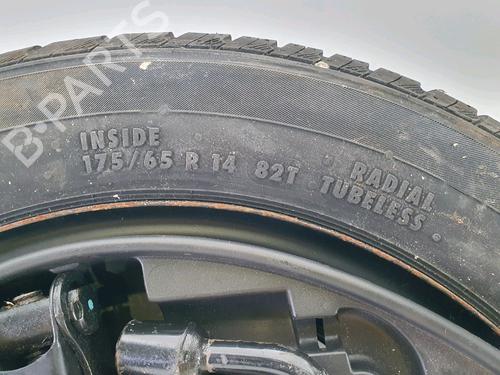 B-PARTS
INSIDE
175/65 R 14 82T
RADIAL
TUBELESS